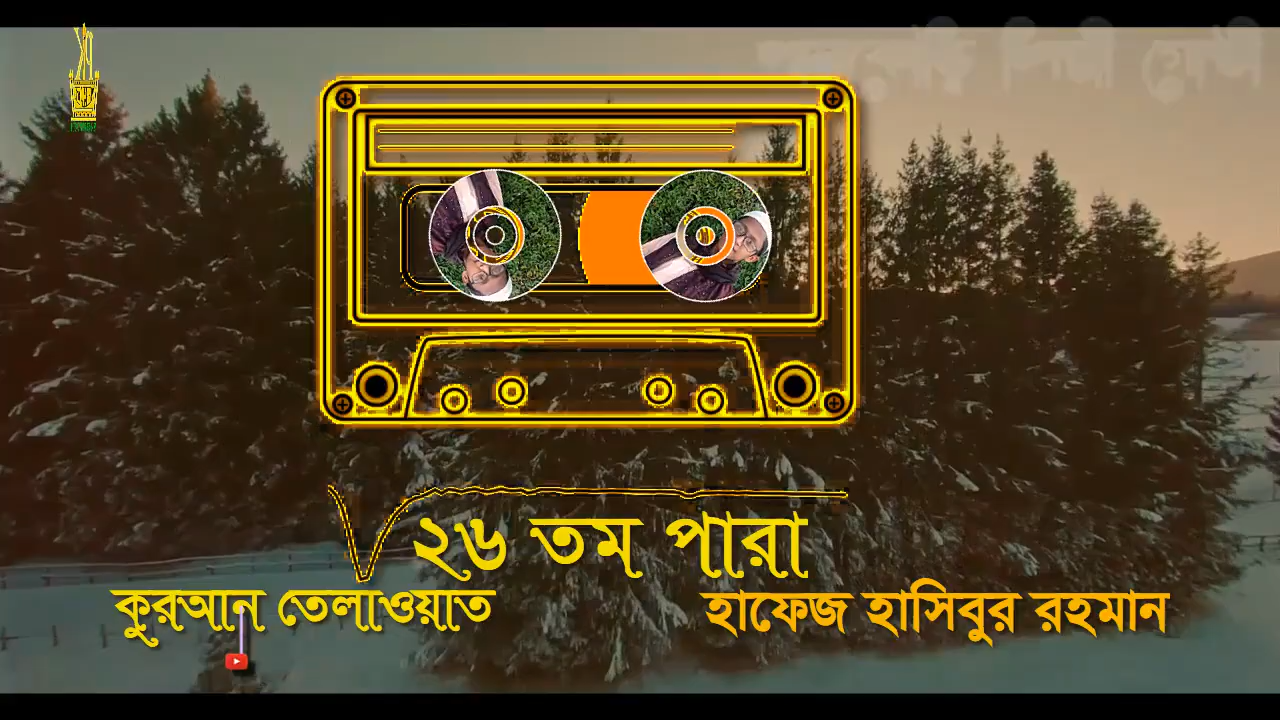 ২৬ তম পারা
কুরআন তেলাওয়াত
হাফেজ হাসিবুর রহমান